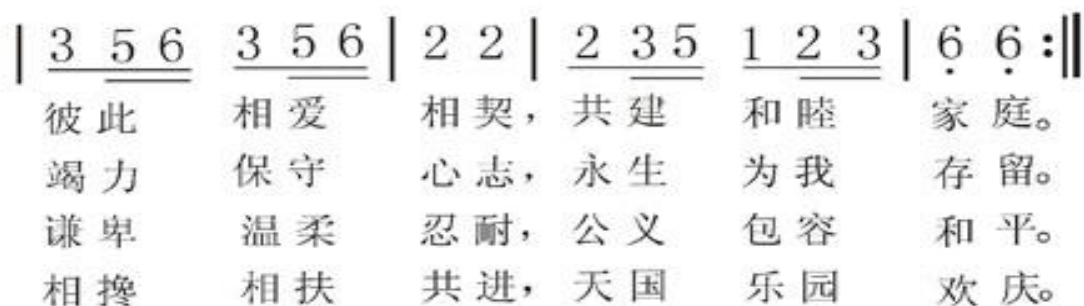 | 3 5 6 3 5 6 | 2 2 | 2 3 5 1 2 3 | 6̣ 6̣ :‖
彼此 相爱 相契，共建 和睦 家庭。
竭力 保守 心志，永生 为我 存留。
谦卑 温柔 忍耐，公义 包容 和平。
相搀 相扶 共进，天国 乐园 欢庆。